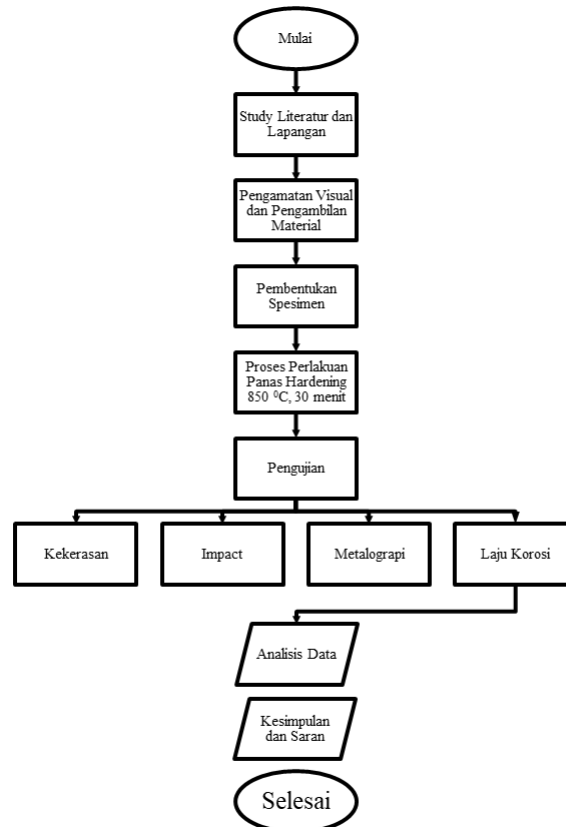 Mulai
Study Literatur dan
Lapangan
Pengamatan Visual
dan Pengambilan
Material
Pembentukan
Spesimen
Proses Perlakuan
Panas Hardening
850 ⁰C, 30 menit
Pengujian
Kekerasan
Impact
Metalograpi
Laju Korosi
Analisis Data
Kesimpulan
dan Saran
Selesai